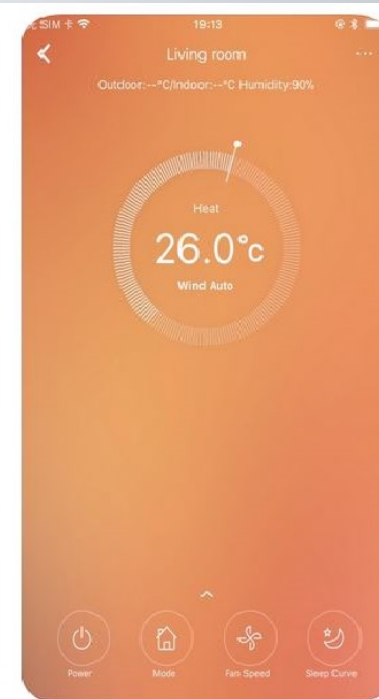 19:13
Living room
Outdoor:--°C/Indoor:--°C Humidity:90%
Heat
26.0°c
Wind Auto
Power
Mode
Fan Speed
Sleep Curve